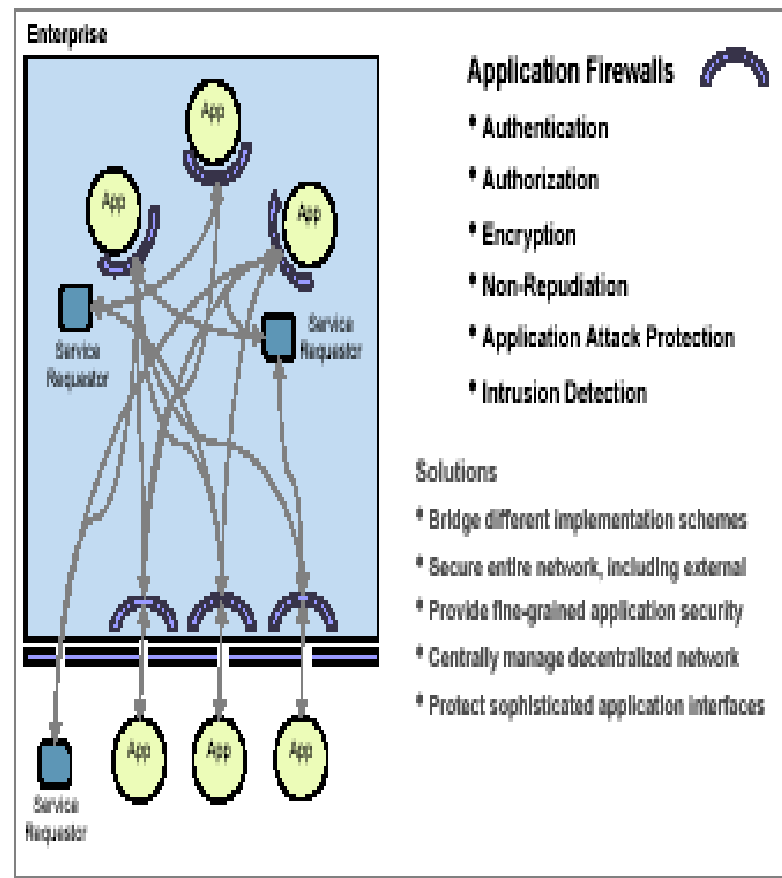 Enterprise
App
App
App
Service
Requestor
Service
Requestor
App
App
App
Service
Requestor
Application Firewalls
* Authentication
* Authorization
* Encryption
* Non-Repudiation
* Application Attack Protection
* Intrusion Detection
Solutions
* Bridge different implementation schemes
* Secure entire network, including external
* Provide fine-grained application security
* Centrally manage decentralized network
* Protect sophisticated application interfaces